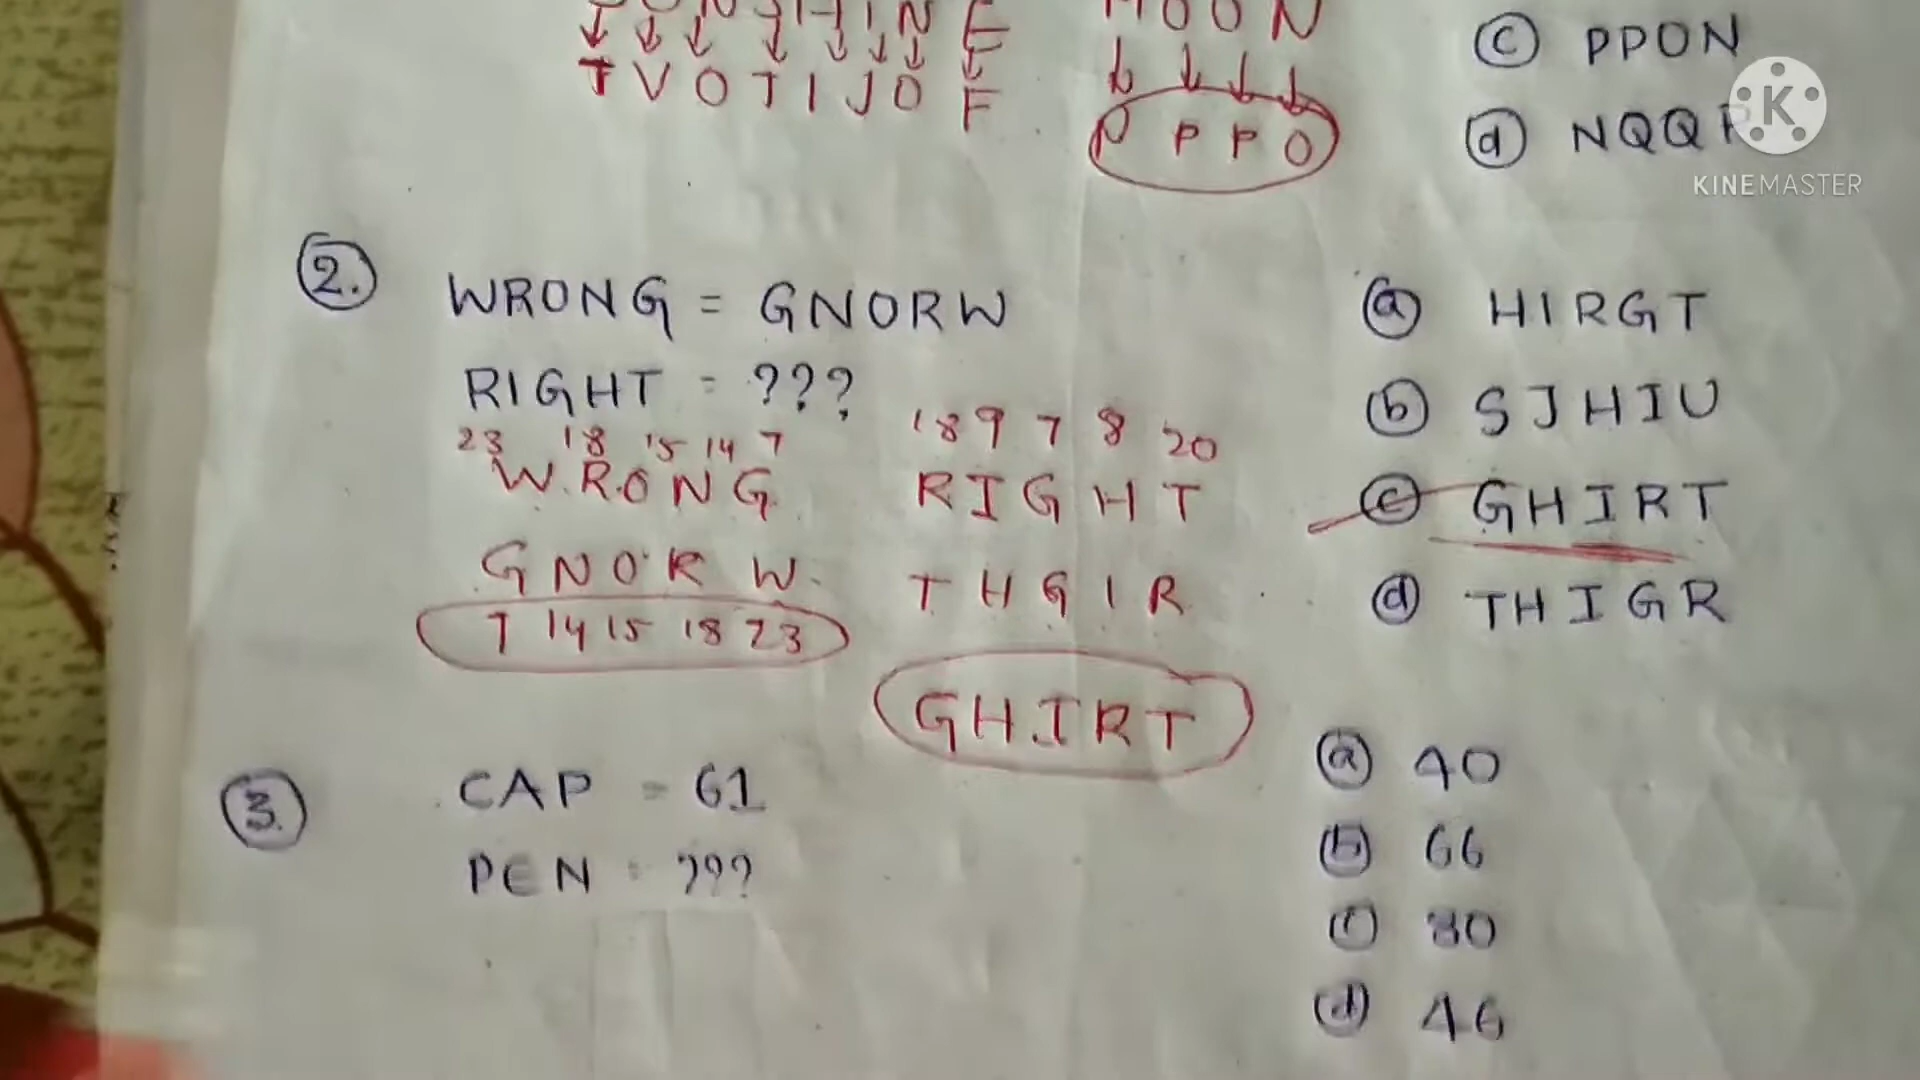 MOON
TVOTIJOF
NPPO
c PPON
d NQQP
KINEMASTER
2. WRONG = GNORW
RIGHT = ???
23 18 15 14 7
WRONG
GNORW
7 14 15 18 23
18 9 7 8 20
RIGHT
THGIR
GHIRT
a HIRGT
b SJHIU
c GHIRT
d THIGR
3. CAP = 61
PEN = ???
a 40
b 66
c 80
d 46